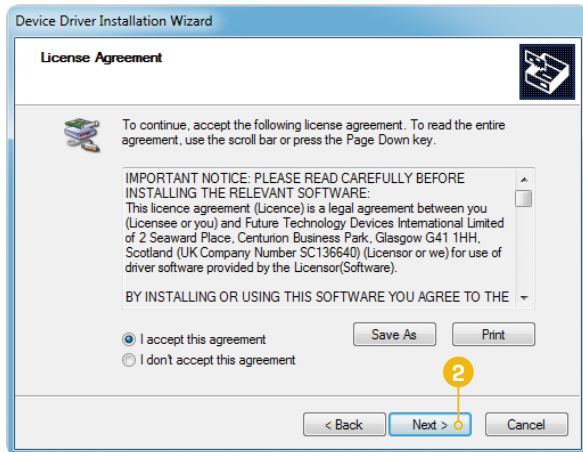 Device Driver Installation Wizard
License Agreement
To continue, accept the following license agreement. To read the entire
agreement, use the scroll bar or press the Page Down key.
IMPORTANT NOTICE: PLEASE READ CAREFULLY BEFORE
INSTALLING THE RELEVANT SOFTWARE:
This licence agreement (Licence) is a legal agreement between you
(Licensee or you) and Future Technology Devices International Limited
of 2 Seaward Place, Centurion Business Park, Glasgow G41 1HH,
Scotland (UK Company Number SC136640) (Licensor or we) for use of
driver software provided by the Licensor(Software).
BY INSTALLING OR USING THIS SOFTWARE YOU AGREE TO THE
I accept this agreement
Save As
Print
I don't accept this agreement
2
< Back
Next >
Cancel